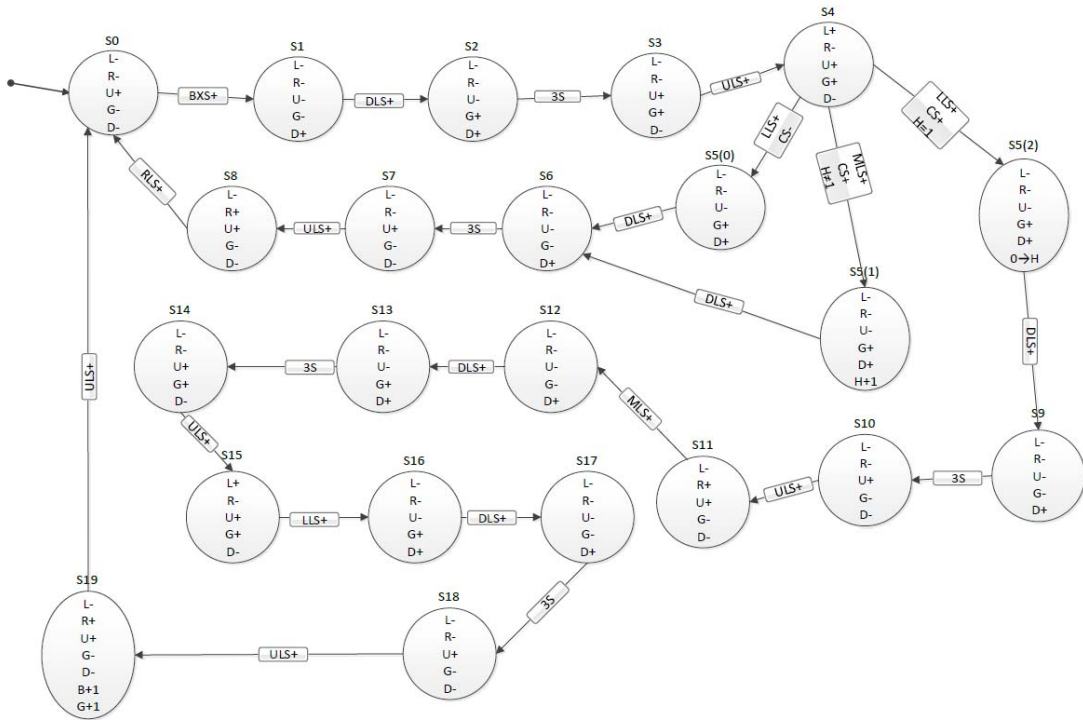 S0
L-
R-
U+
G-
D-
BXS+
S1
L-
R-
U-
G-
D+
DLS+
S2
L-
R-
U-
G+
D+
3S
S3
L-
R-
U+
G+
D-
ULS+
S4
L+
R-
U+
G+
D-
LLS+
CS-
MLS+
CS+
H≠1
LLS+
CS+
H=1
S5(2)
L-
R-
U-
G+
D+
0→H
S5(0)
L-
R-
U-
G+
D+
DLS+
S6
L-
R-
U-
G-
D+
3S
S7
L-
R-
U+
G-
D-
ULS+
S8
L-
R+
U+
G-
D-
RLS+
S5(1)
L-
R-
U-
G+
D+
H+1
DLS+
DLS+
S9
L-
R-
U-
G-
D+
3S
S10
L-
R-
U+
G-
D-
ULS+
S11
L-
R+
U+
G-
D-
MLS+
S12
L-
R-
U-
G-
D+
DLS+
S13
L-
R-
U-
G+
D+
3S
S14
L-
R-
U+
G+
D-
ULS+
S15
L+
R-
U+
G+
D-
LLS+
S16
L-
R-
U-
G+
D+
DLS+
S17
L-
R-
U-
G-
D+
3S
S18
L-
R-
U+
G-
D-
ULS+
S19
L-
R+
U+
G-
D-
B+1
G+1
ULS+